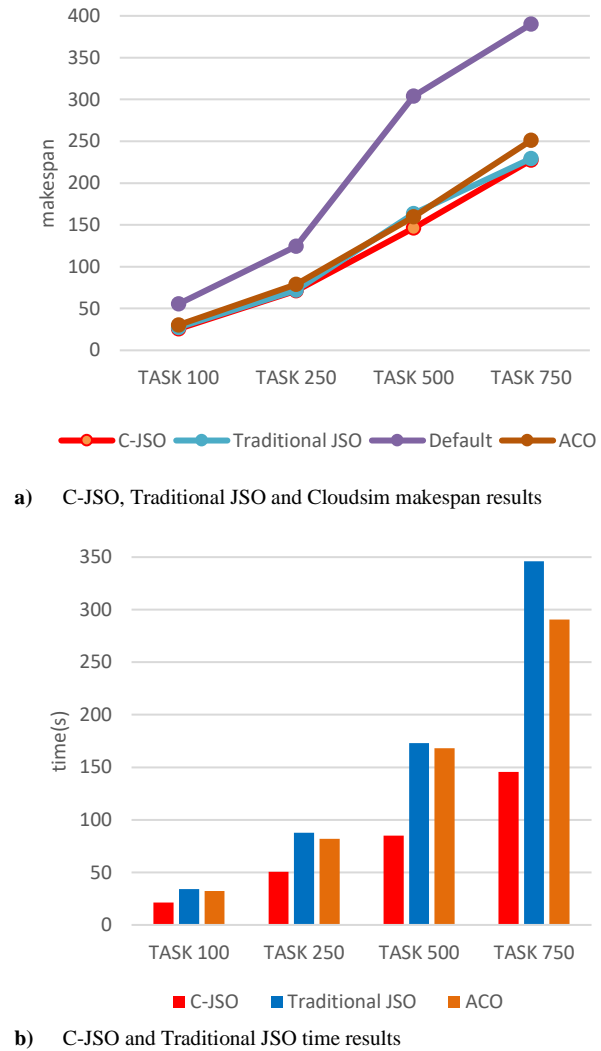 400
350
300
250
200
150
100
50
0
makespan
TASK 100 TASK 250 TASK 500 TASK 750
C-JSO Traditional JSO Default ACO
a) C-JSO, Traditional JSO and Cloudsim makespan results
350
300
250
200
150
100
50
0
time(s)
TASK 100 TASK 250 TASK 500 TASK 750
C-JSO Traditional JSO ACO
b) C-JSO and Traditional JSO time results